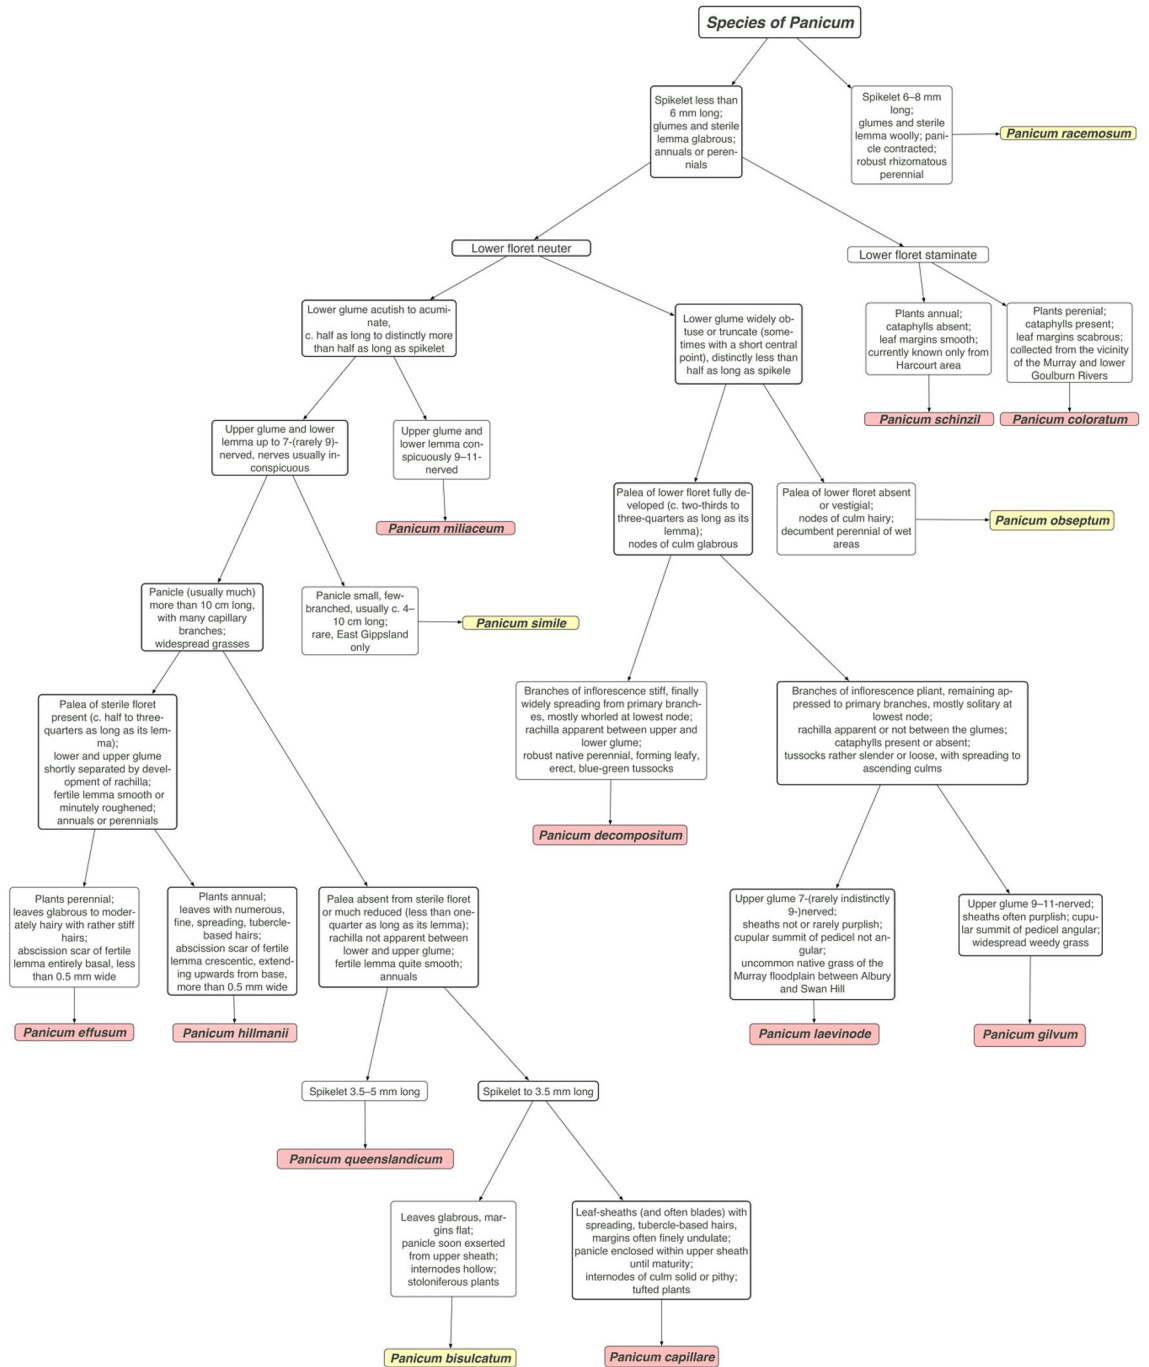 Species of Panicum
Spikelet less than
6 mm long;
glumes and sterile
lemma glabrous;
annuals or peren-
nials
Spikelet 6–8 mm
long;
glumes and sterile
lemma woolly; pani-
cle contracted;
robust rhizomatous
perennial
Panicum racemosum
Lower floret neuter
Lower floret staminate
Lower glume acutish to acumi-
nate,
c. half as long to distinctly more
than half as long as spikelet
Lower glume widely ob-
tuse or truncate (some-
times with a short central
point), distinctly less than
half as long as spikele
Plants annual;
cataphylls absent;
leaf margins smooth;
currently known only from
Harcourt area
Plants perenial;
cataphylls present;
leaf margins scabrous;
collected from the vicinity
of the Murray and lower
Goulburn Rivers
Panicum schinzil
Panicum coloratum
Upper glume and lower
lemma up to 7-(rarely 9)-
nerved, nerves usually in-
conspicuous
Upper glume and
lower lemma con-
spicuously 9–11-
nerved
Panicum miliaceum
Palea of lower floret fully de-
veloped (c. two-thirds to
three-quarters as long as its
lemma);
nodes of culm glabrous
Palea of lower floret absent
or vestigial;
nodes of culm hairy;
decumbent perennial of wet
areas
Panicum obseptum
Panicle (usually much)
more than 10 cm long,
with many capillary
branches;
widespread grasses
Panicle small, few-
branched, usually c. 4–
10 cm long;
rare, East Gippsland
only
Panicum simile
Palea of sterile floret
present (c. half to three-
quarters as long as its lem-
ma);
lower and upper glume
shortly separated by devel-
opment of rachilla;
fertile lemma smooth or
minutely roughened;
annuals or perennials
Branches of inflorescence stiff, finally
widely spreading from primary branch-
es, mostly whorled at lowest node;
rachilla apparent between upper and
lower glume;
robust native perennial, forming leafy,
erect, blue-green tussocks
Branches of inflorescence pliant, remaining ap-
pressed to primary branches, mostly solitary at
lowest node;
rachilla apparent or not between the glumes;
cataphylls present or absent;
tussocks rather slender or loose, with spreading to
ascending culms
Panicum decompositum
Plants perennial;
leaves glabrous to moder-
ately hairy with rather stiff
hairs;
abscission scar of fertile
lemma entirely basal, less
than 0.5 mm wide
Plants annual;
leaves with numerous,
fine, spreading, tubercle-
based hairs;
abscission scar of fertile
lemma crescentic, extend-
ing upwards from base,
more than 0.5 mm wide
Palea absent from sterile floret
or much reduced (less than one-
quarter as long as its lemma);
rachilla not apparent between
lower and upper glume;
fertile lemma quite smooth;
annuals
Upper glume 7-(rarely indistinctly
9-)nerved;
sheaths not or rarely purplish;
cupular summit of pedicel not an-
gular;
uncommon native grass of the
Murray floodplain between Albury
and Swan Hill
Upper glume 9–11-nerved;
sheaths often purplish; cupu-
lar summit of pedicel angular;
widespread weedy grass
Panicum effusum
Panicum hillmanii
Panicum laevinode
Panicum gilvum
Spikelet 3.5–5 mm long
Spikelet to 3.5 mm long
Panicum queenslandicum
Leaves glabrous, mar-
gins flat;
panicle soon exserted
from upper sheath;
internodes hollow;
stoloniferous plants
Leaf-sheaths (and often blades) with
spreading, tubercle-based hairs,
margins often finely undulate;
panicle enclosed within upper sheath
until maturity;
internodes of culm solid or pithy;
tufted plants
Panicum bisulcatum
Panicum capillare